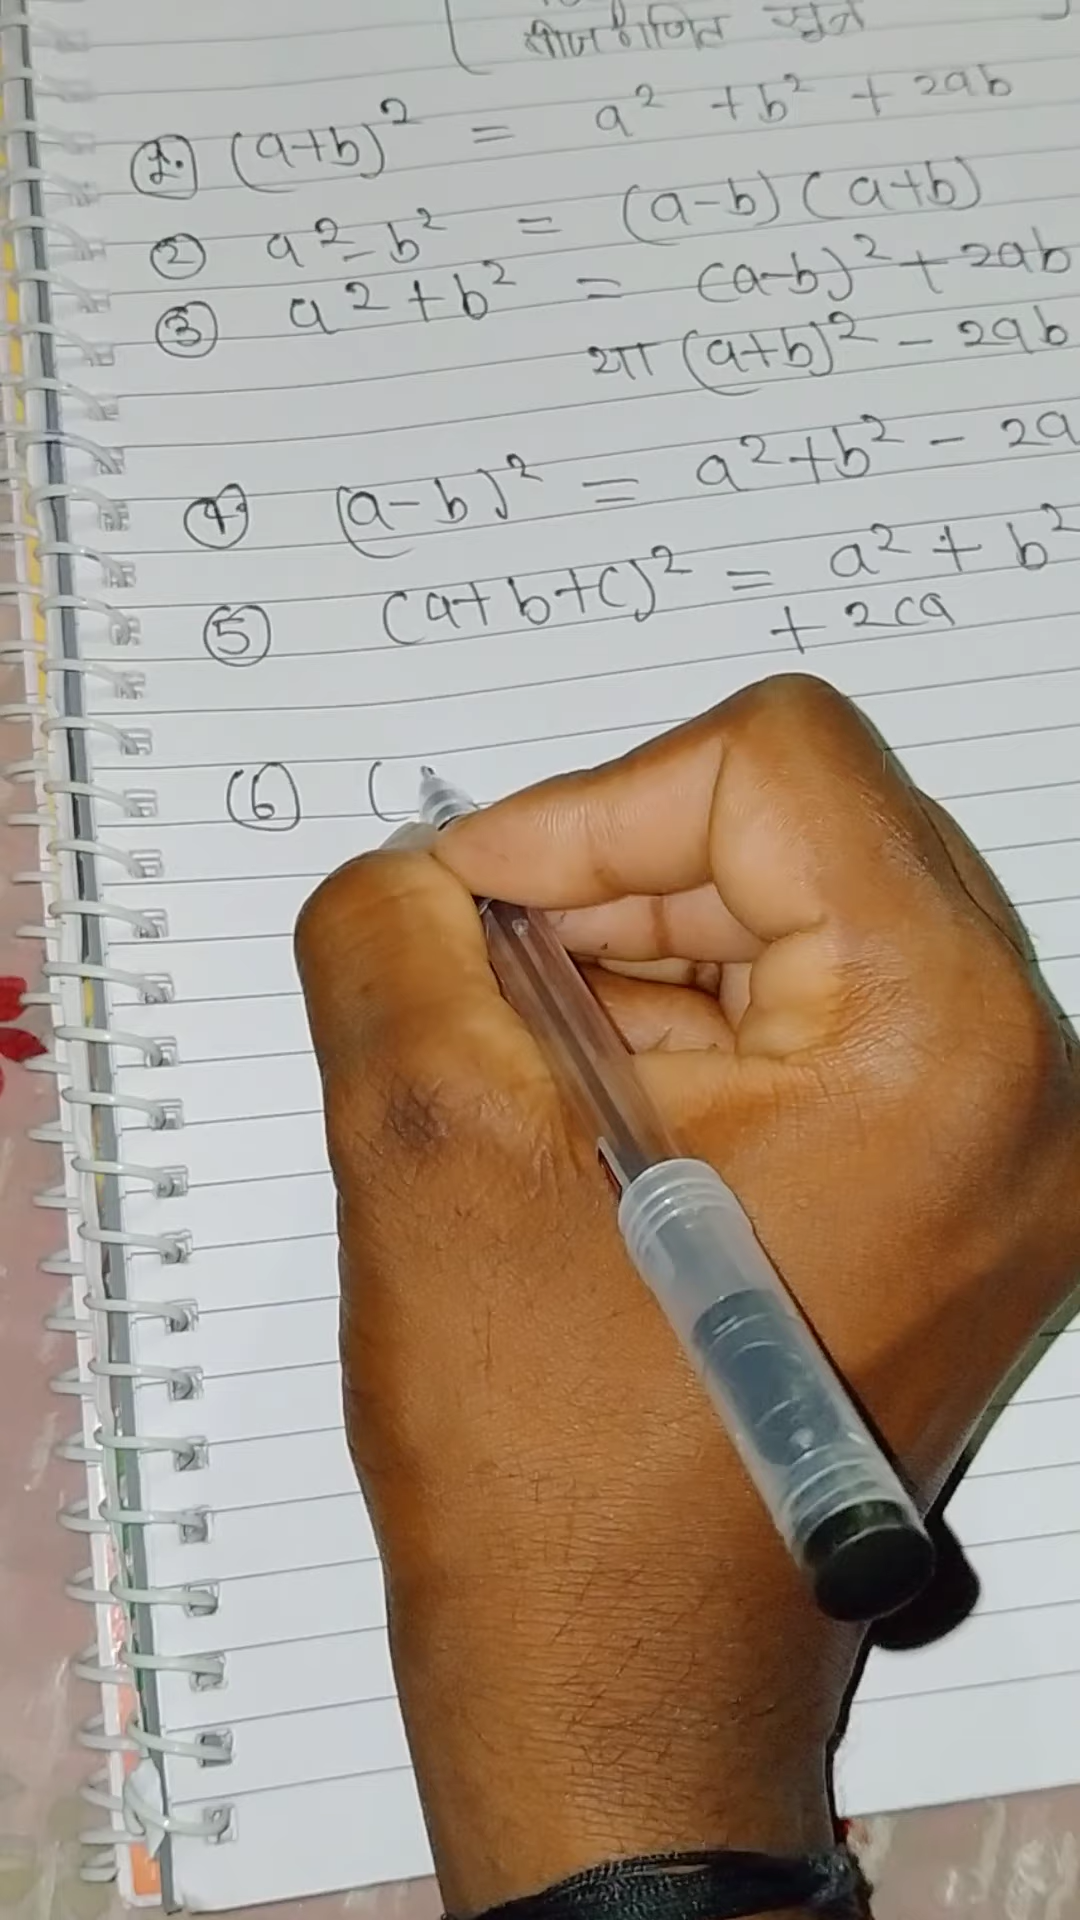 बीजगणित सूत्र
1. (a+b)² = a² + b² + 2ab
2 a² - b² = (a-b) (a+b)
3 a² + b² = (a-b)² + 2ab
या (a+b)² - 2ab
4 (a-b)² = a² + b² - 2a
5 (a+b+c)² = a² + b²
+ 2ca
6 (